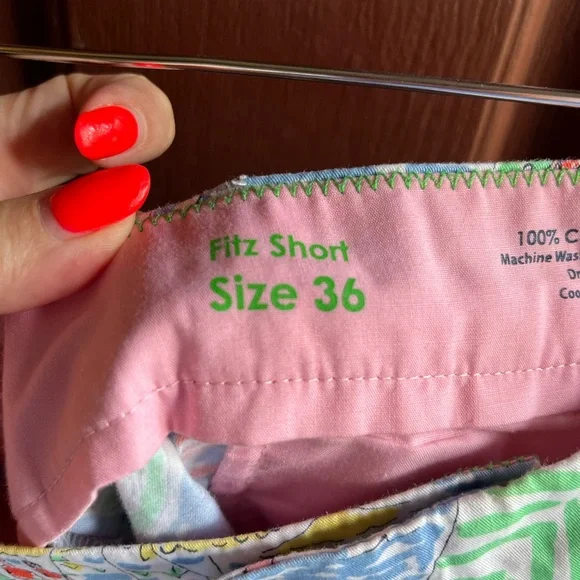 Fitz Short
Size 36
100% C
Machine Was
Dr
Coo